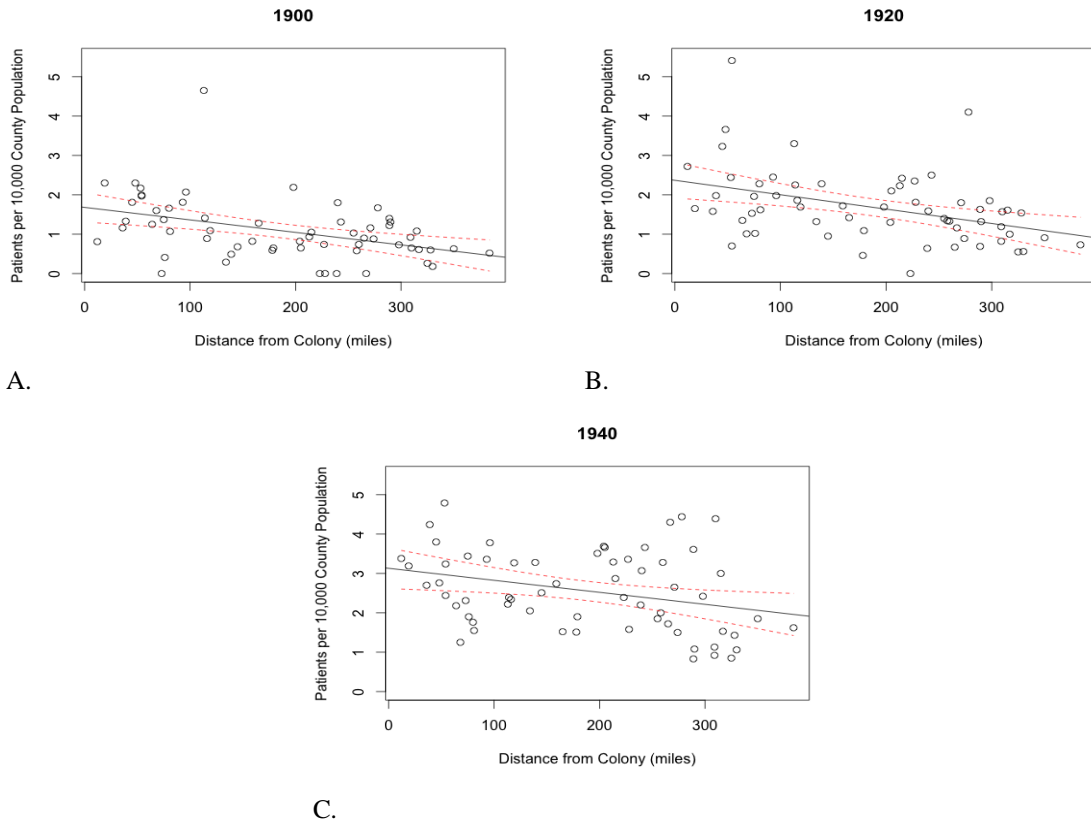 1900
Patients per 10,000 County Population
5
4
3
2
1
0
0 100 200 300
Distance from Colony (miles)
A.
1920
Patients per 10,000 County Population
5
4
3
2
1
0
0 100 200 300
Distance from Colony (miles)
B.
1940
Patients per 10,000 County Population
5
4
3
2
1
0
0 100 200 300
Distance from Colony (miles)
C.